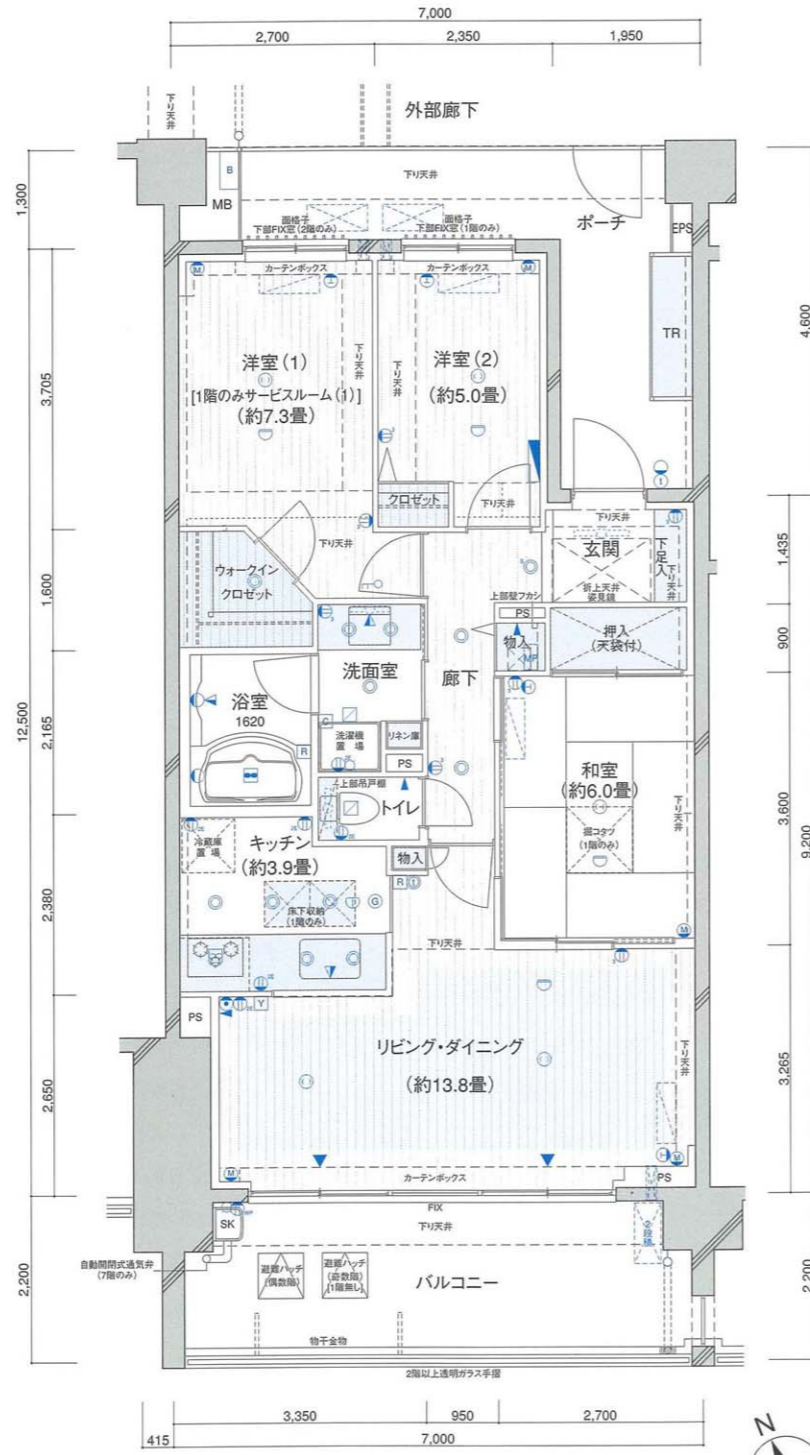 7,000
2,700
2,350
1,950
下り天井
外部廊下
1,300
B
MB
下り天井
ポーチ
面格子
下部FIX窓(2階のみ)
面格子
下部FIX窓(1階のみ)
EPS
カーテンボックス
カーテンボックス
M
M
TR
4,600
3,705
洋室(1)
[1階のみサービスルーム(1)]
(約7.3畳)
下り天井
下り天井
洋室(2)
(約5.0畳)
クロゼット
下り天井
下り天井
玄関
折上天井
姿見鏡
下足入
下り天井
1,435
下り天井
ウォークイン
クロゼット
1,600
上部壁フカシ
PS
物入
MP
押入
(天袋付)
900
洗面室
廊下
浴室
1620
R
C
洗濯機
置場
リネン庫
PS
12,500
2,165
和室
(約6.0畳)
掘コタツ
(1階のみ)
下り天井
M
3,600
9,200
上部吊戸棚
トイレ
冷蔵庫
置場
キッチン
(約3.9畳)
物入
R
床下収納
(1階のみ)
G
2,380
下り天井
PS
Y
リビング・ダイニング
(約13.8畳)
下り天井
2,650
3,265
M
M
カーテンボックス
PS
FIX
SK
下り天井
2段積
自動開閉式通気弁
(7階のみ)
避難ハッチ
(偶数階)
避難ハッチ
(奇数階)
[1階無し]
バルコニー
2,200
2,200
物干金物
2階以上透明ガラス手摺
3,350
950
2,700
415
7,000
N